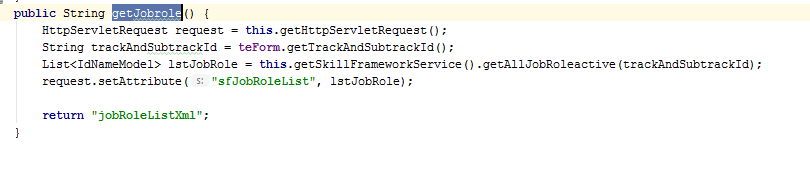 public String getJobrole() {
HttpServletRequest request = this.getHttpServletRequest();
String trackAndSubtrackId = teForm.getTrackAndSubtrackId();
List<IdNameModel> lstJobRole = this.getSkillFrameworkService().getAllJobRoleactive(trackAndSubtrackId);
request.setAttribute( s: "sfJobRoleList", lstJobRole);
return "jobRoleListXml";
}